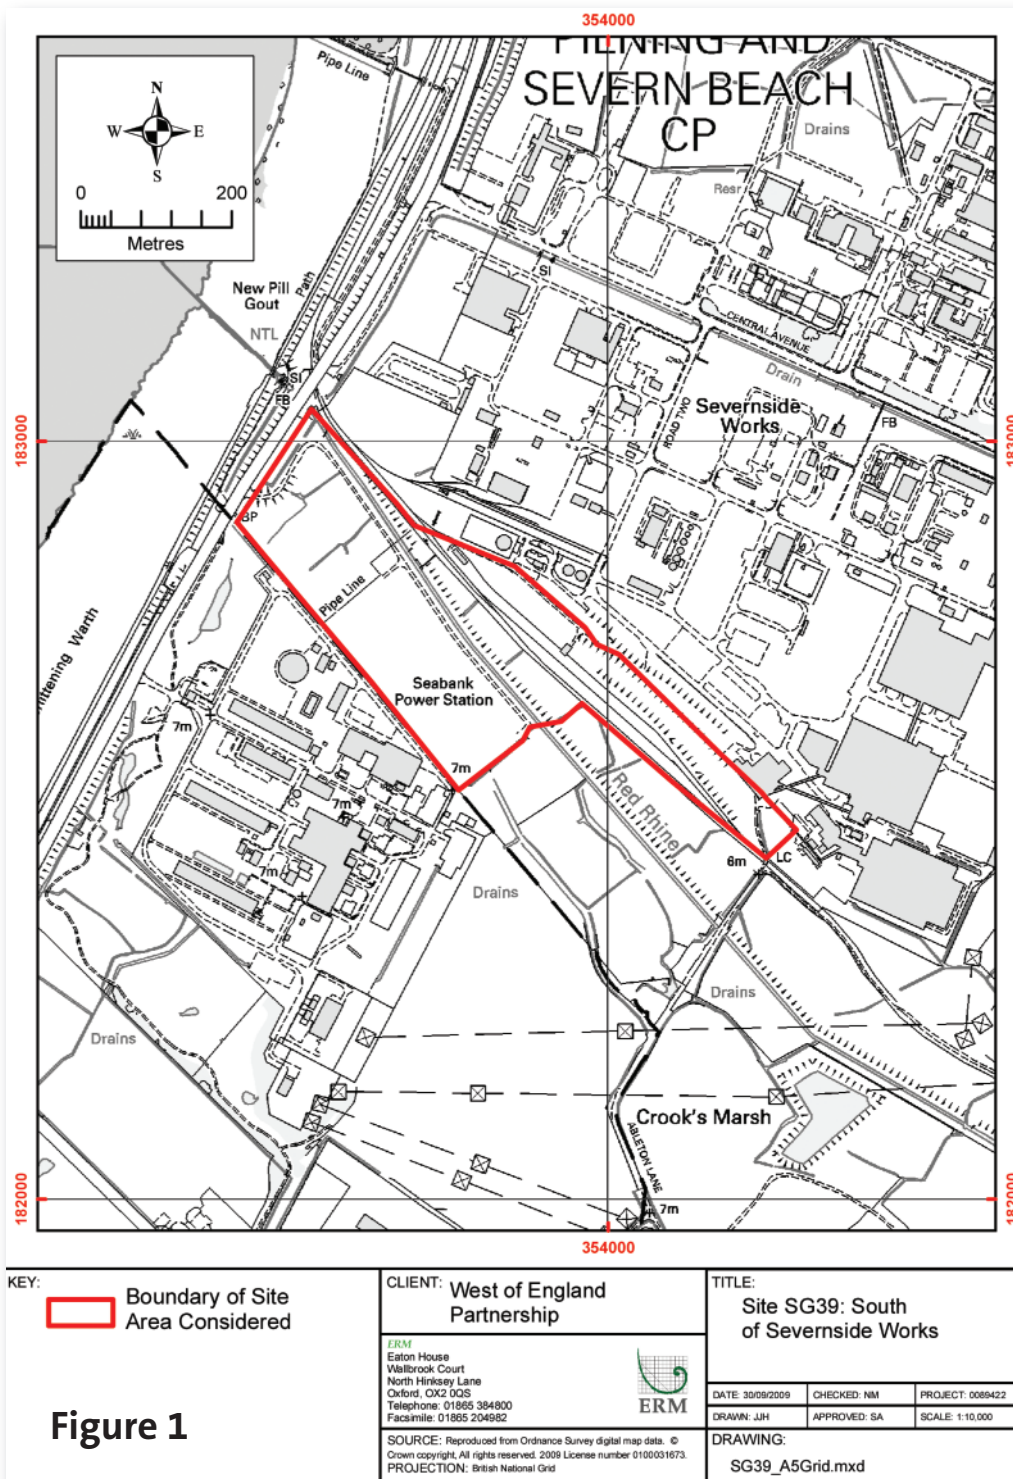 354000
PILNING AND
SEVERN BEACH
CP
Pipe Line
Drains
N
W E
S
0 200
Metres
Resr
SI
New Pill
Gout
Path
NTL
SI
FB
CENTRAL AVENUE
Drain
ROAD TWO
Severnside
Works
FB
183000
183000
BP
Pipe Line
Seabank
Power Station
7m
7m
7m
7m
Red Rhine
6m
LC
Drains
Drains
Drains
Crook's Marsh
ABLETON LANE
7m
182000
182000
354000
KEY:
Boundary of Site
Area Considered
Figure 1
CLIENT: West of England
Partnership
ERM
Eaton House
Wallbrook Court
North Hinksey Lane
Oxford, OX2 0QS
Telephone: 01865 384800
Facsimile: 01865 204982
ERM
SOURCE: Reproduced from Ordnance Survey digital map data. ©
Crown copyright, All rights reserved. 2009 License number 0100031673.
PROJECTION: British National Grid
TITLE:
Site SG39: South
of Severnside Works
DATE: 30/09/2009 CHECKED: NM PROJECT: 0089422
DRAWN: JJH APPROVED: SA SCALE: 1:10,000
DRAWING:
SG39_A5Grid.mxd